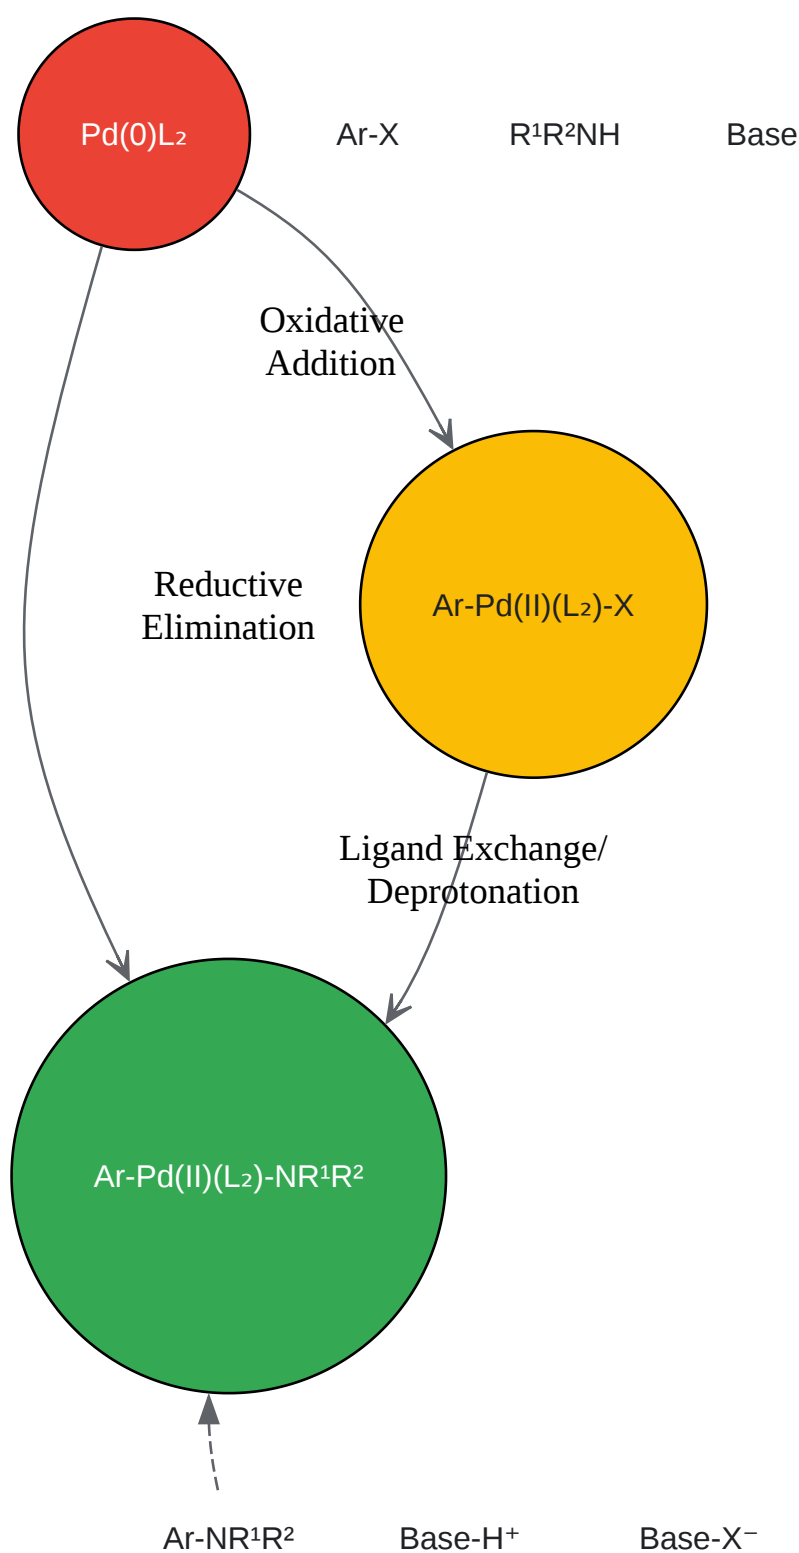 Pd(0)L₂ Ar-X R¹R²NH Base
Oxidative
Addition
Reductive
Elimination
Ar-Pd(II)(L₂)-X
Ligand Exchange/
Deprotonation
Ar-Pd(II)(L₂)-NR¹R²
Ar-NR¹R² Base-H⁺ Base-X⁻